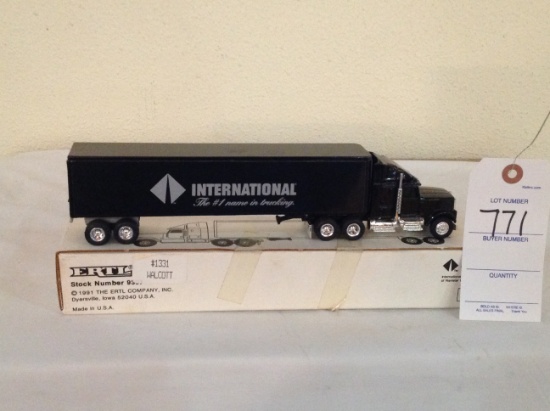 INTERNATIONAL
The #1 name in trucking.
LOT NUMBER
771
BUYER NUMBER
QUANTITY
ERTL
#1331
WALCOTT
Stock Number
© 1991 THE ERTL COMPANY, INC.
Dyersville, Iowa 52040 U.S.A.
Made in U.S.A.